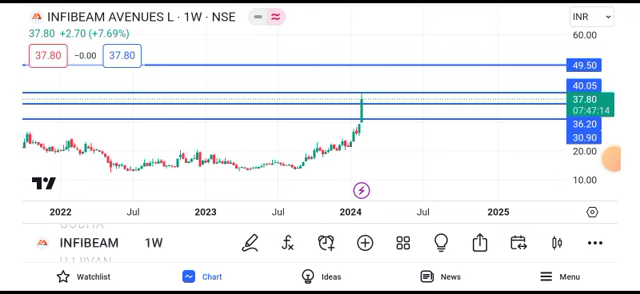 INFIBEAM AVENUES L · 1W · NSE
INR
37.80 +2.70 (+7.69%)
37.80 −0.00 37.80
60.00
49.50
40.05
37.80
07:47:14
36.20
30.90
20.00
10.00
2022 Jul 2023 Jul 2024 Jul 2025
INFIBEAM 1W
Watchlist Chart Ideas News Menu